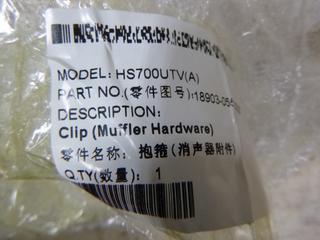 MODEL: HS700UTV(A)
PART NO.(零件图号):18903-05-
DESCRIPTION:
Clip (Muffler Hardware)
零件名称: 抱箍(消声器附件)
Q.TY(数量): 1